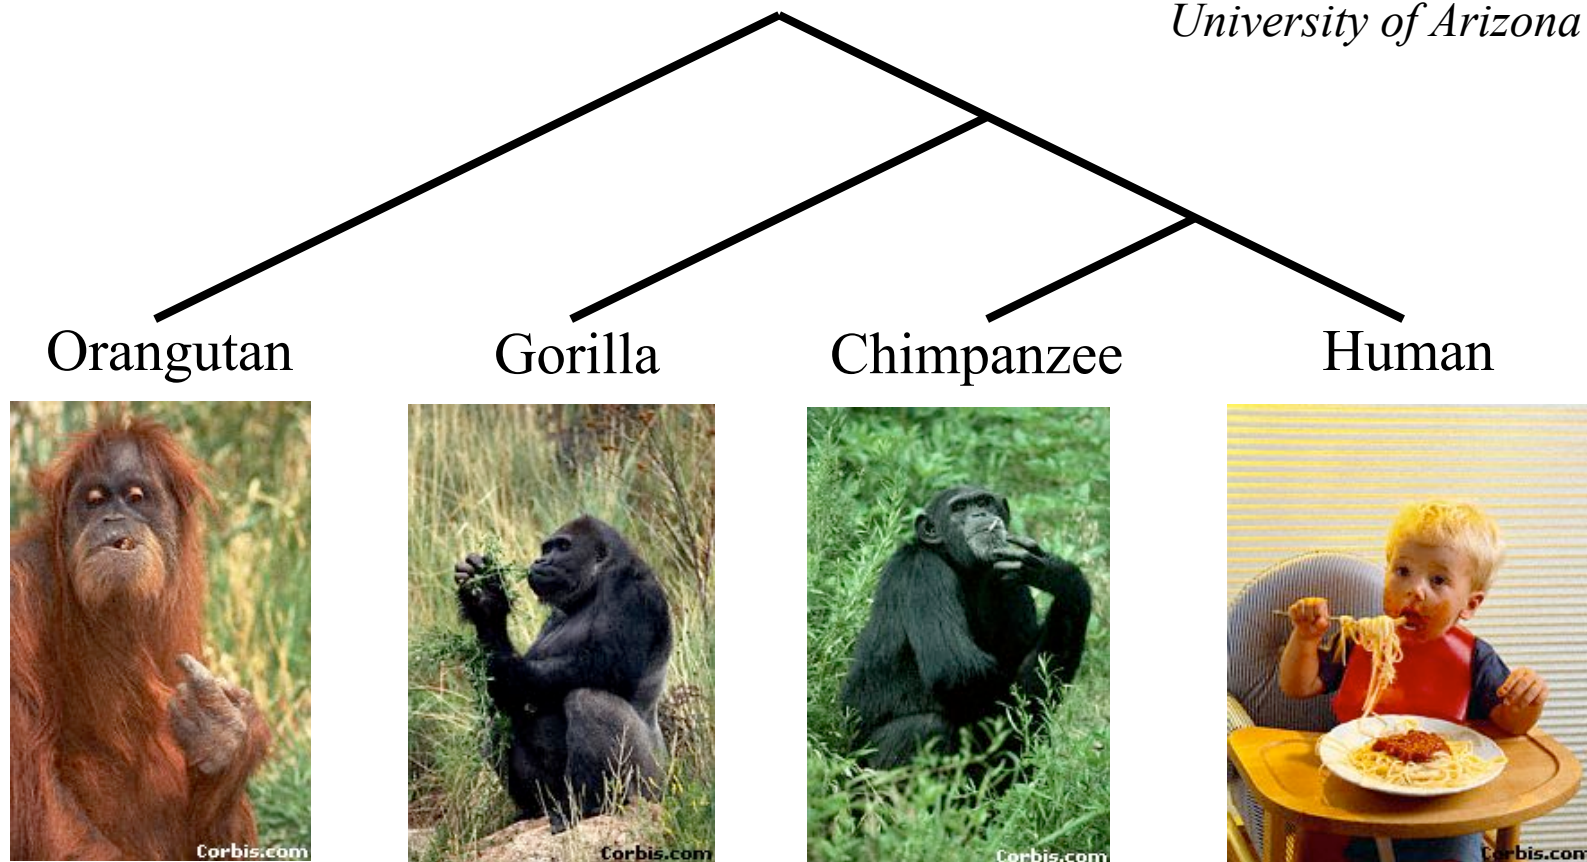 University of Arizona
Orangutan
Gorilla
Chimpanzee
Human
Corbis.com
Corbis.com
Corbis.com
Corbis.com